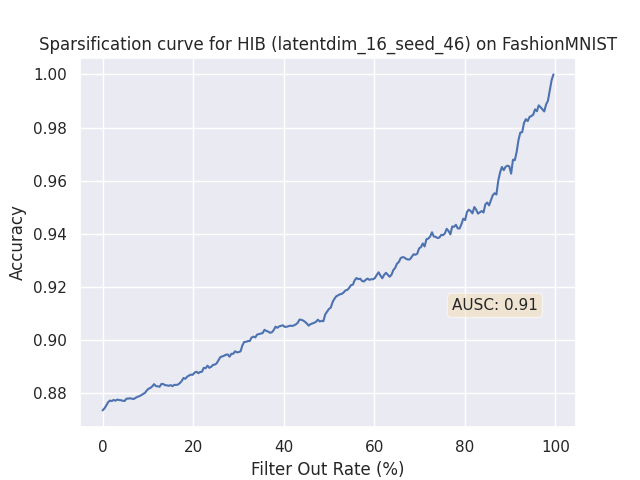 Sparsification curve for HIB (latentdim_16_seed_46) on FashionMNIST
1.00
0.98
0.96
0.94
0.92
0.90
0.88
Accuracy
AUSC: 0.91
0 20 40 60 80 100
Filter Out Rate (%)